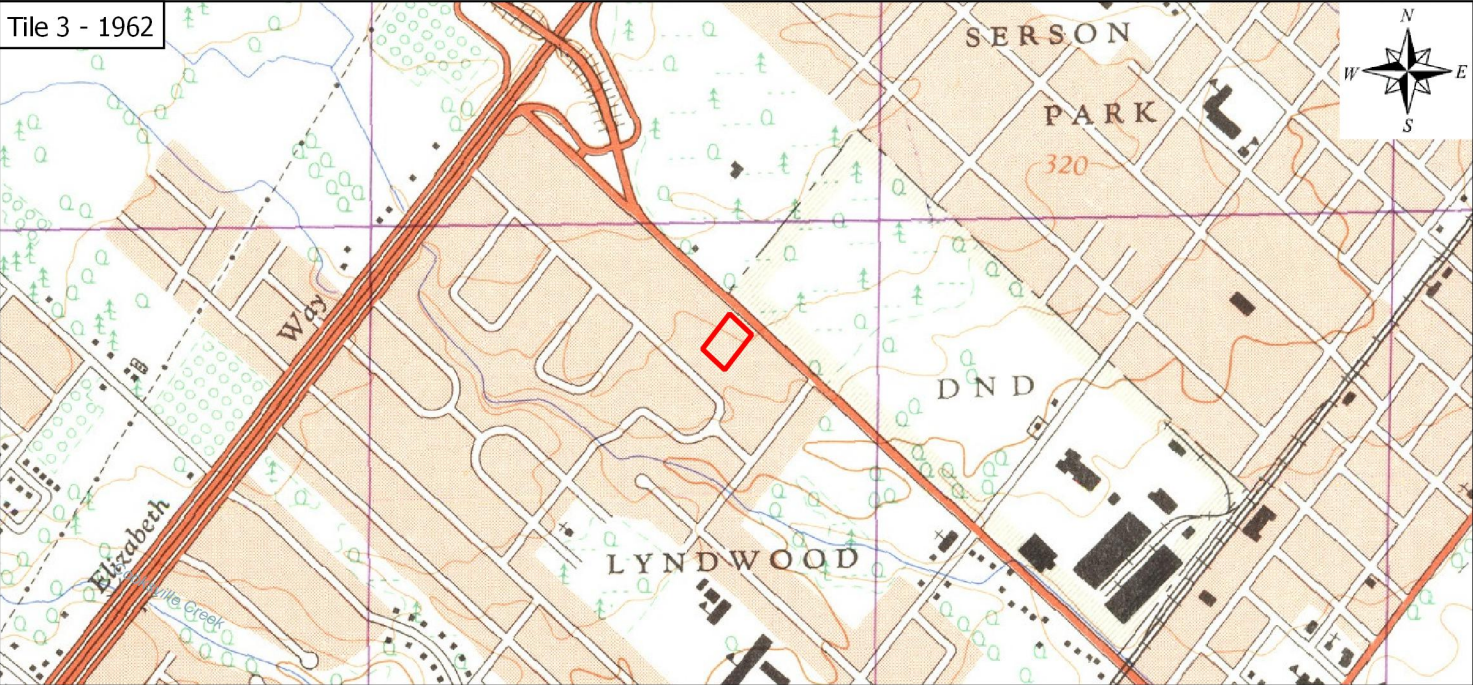 Tile 3 - 1962
N
W E
S
SERSON
PARK
320
Way
DND
Elizabeth
LYNDWOOD
Creek